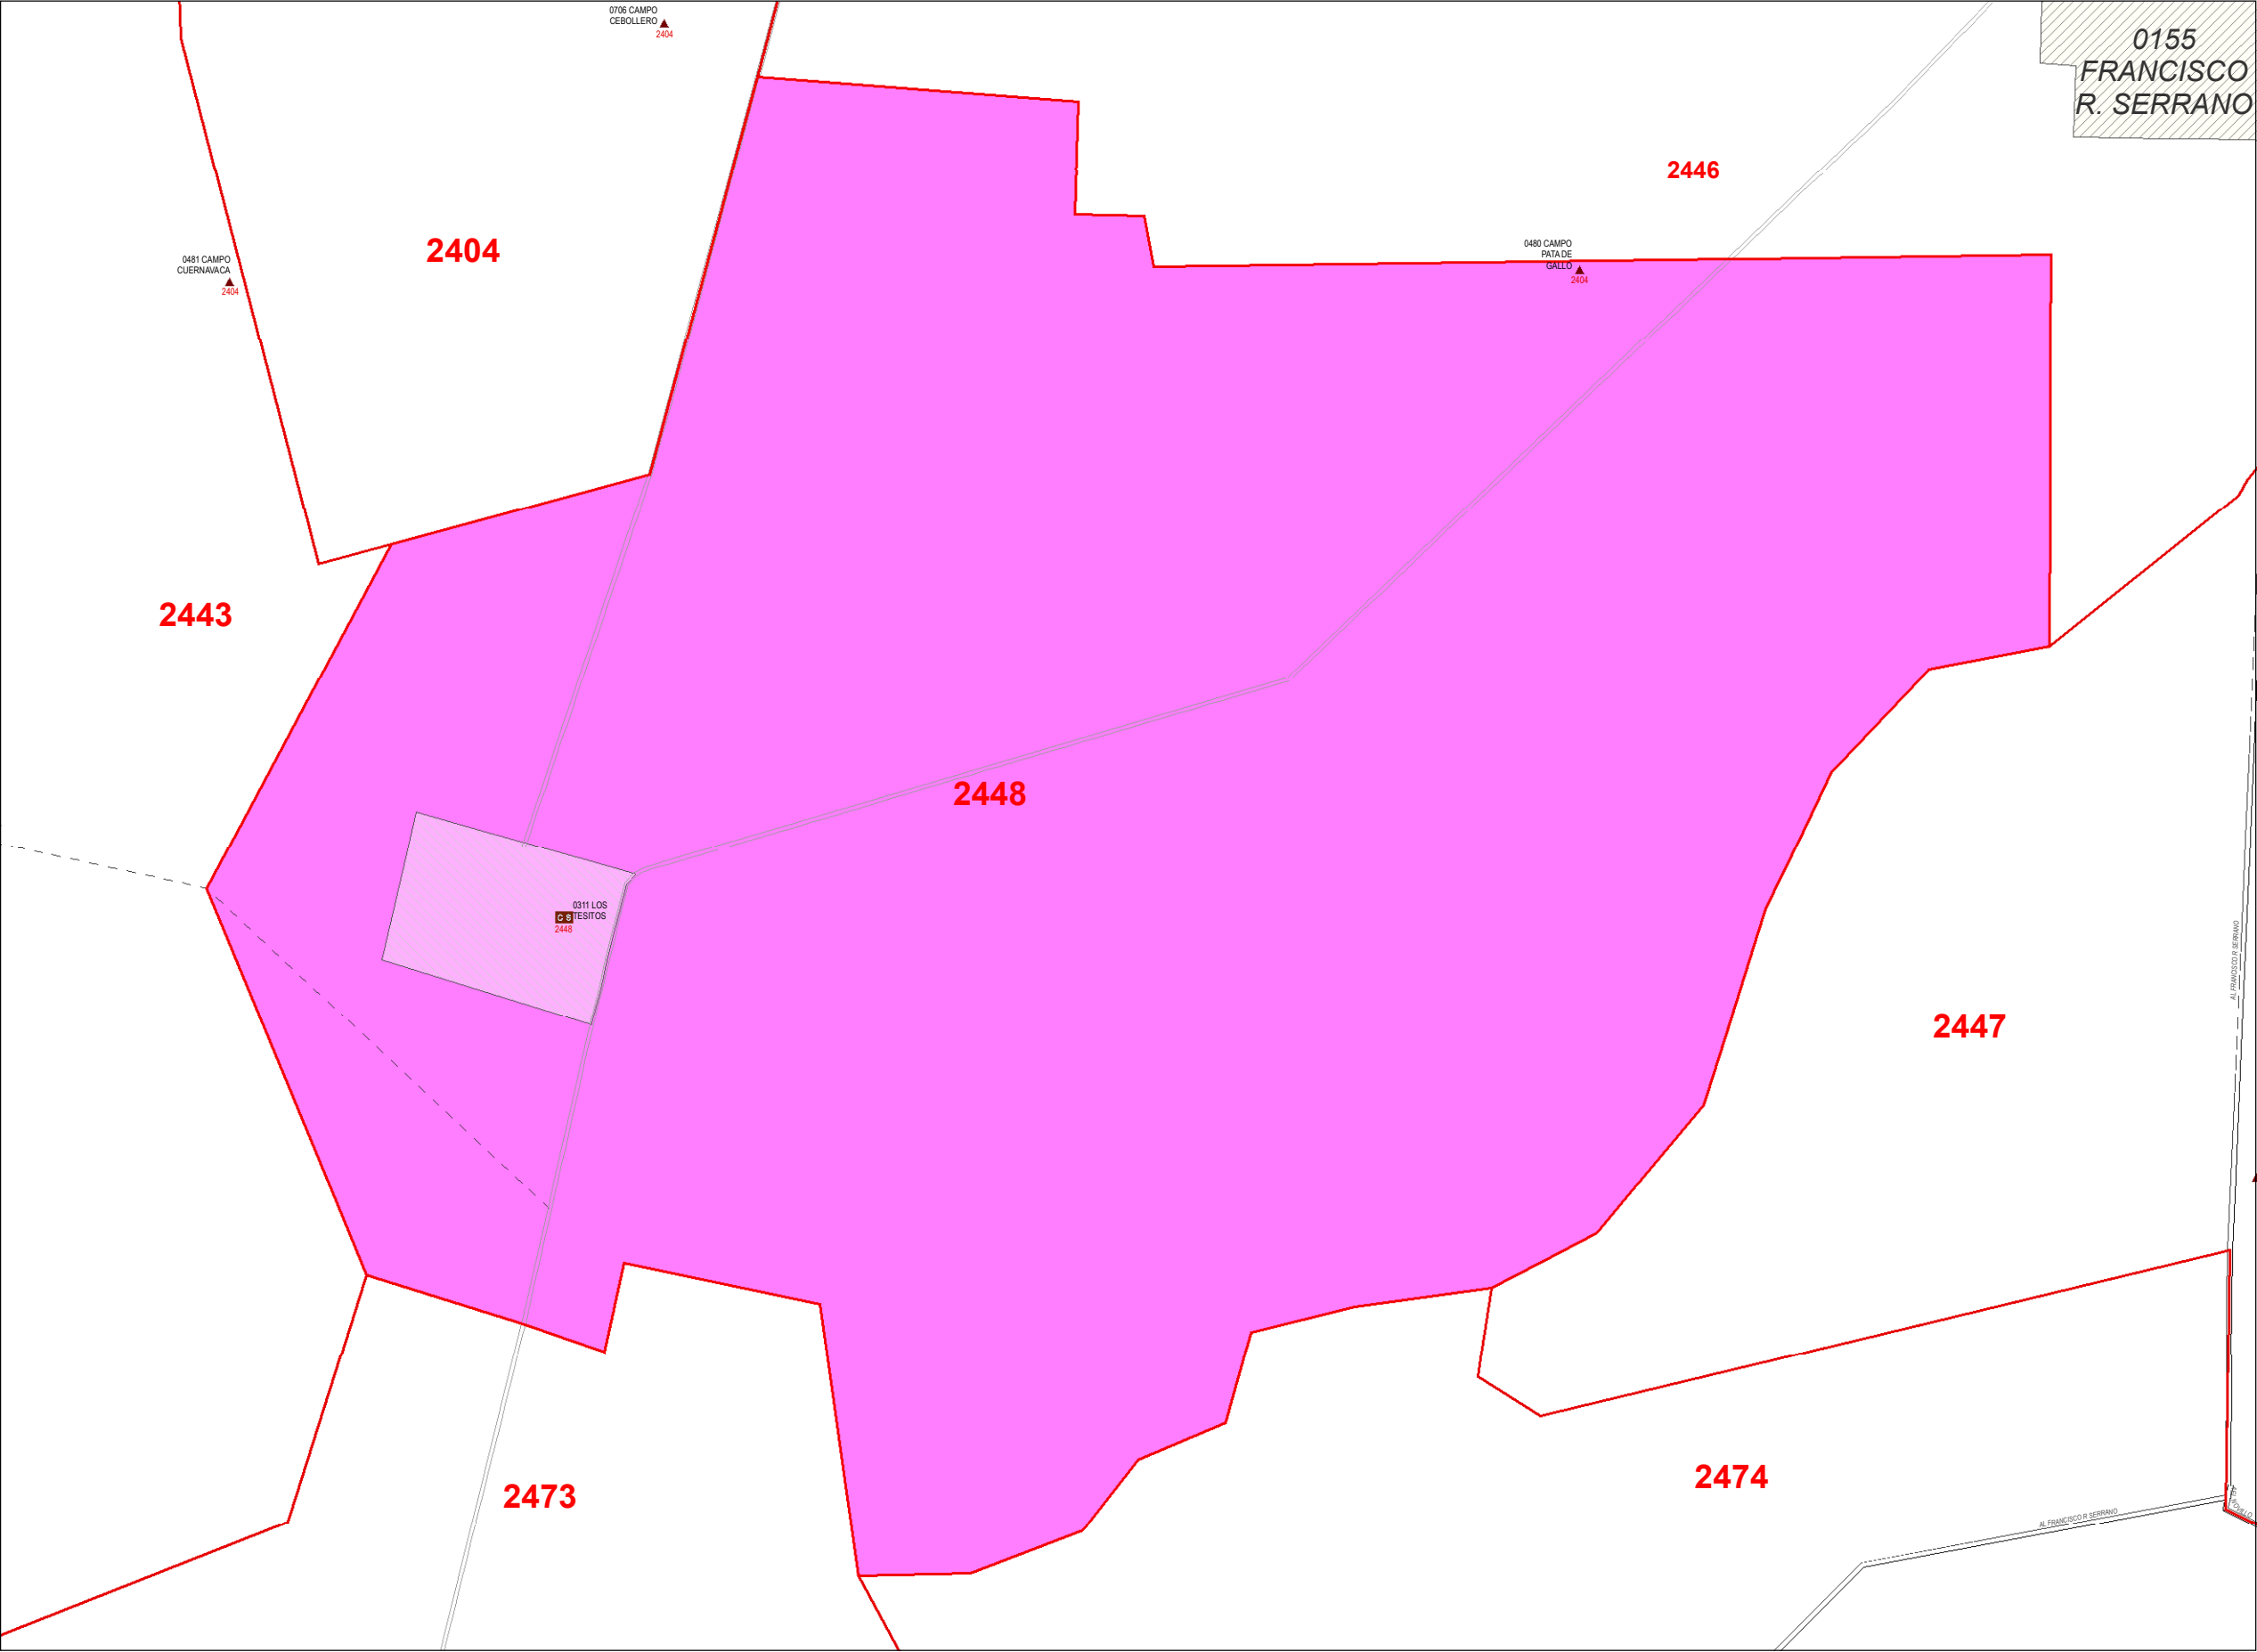 0706 CAMPO
CEBOLLERO
2404
0155
FRANCISCO
R. SERRANO
2446
2404
0481 CAMPO
CUERNAVACA
2404
0480 CAMPO
PATA DE
GALLO
2404
2443
2448
0311 LOS
TESITOS
C S
2448
AL FRANCISCO R SERRANO
2447
2473
2474
AL FRANCISCO R SERRANO
NOVILLO